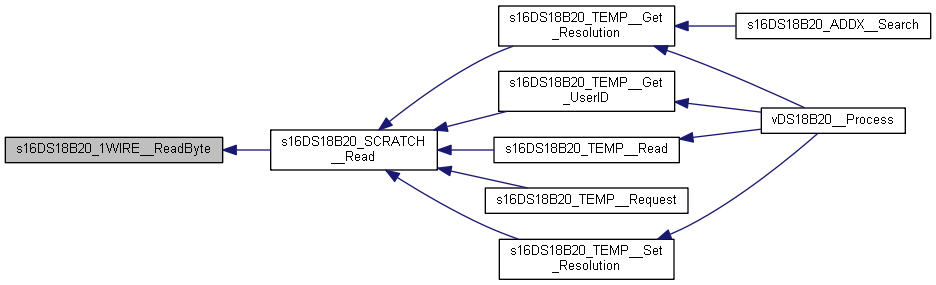 s16DS18B20_1WIRE__ReadByte
s16DS18B20_SCRATCH
__Read
s16DS18B20_TEMP__Get
_Resolution
s16DS18B20_ADDX__Search
s16DS18B20_TEMP__Get
_UserID
vDS18B20__Process
s16DS18B20_TEMP__Read
s16DS18B20_TEMP__Request
s16DS18B20_TEMP__Set
_Resolution